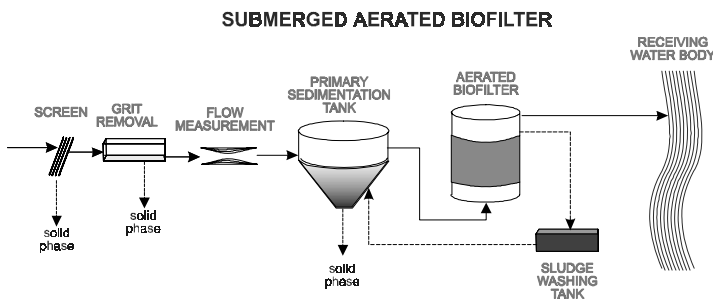 SUBMERGED AERATED BIOFILTER
RECEIVING
WATER BODY
PRIMARY
SEDIMENTATION
TANK
AERATED
BIOFILTER
SCREEN
GRIT
REMOVAL
FLOW
MEASUREMENT
solid
phase
solid
phase
solid
phase
SLUDGE
WASHING
TANK